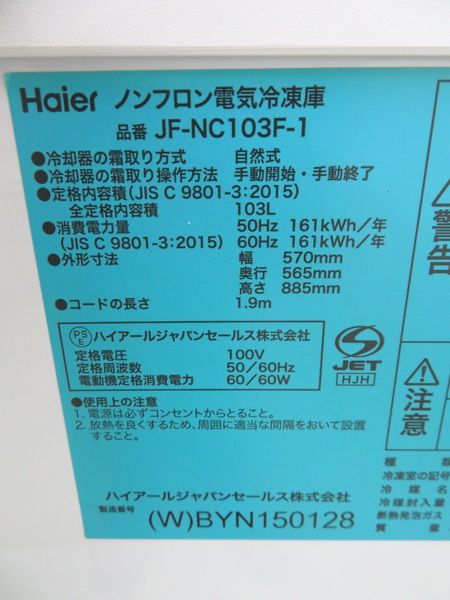 Haier ノンフロン電気冷凍庫
品番 JF-NC103F-1
●冷却器の霜取り方式 自然式
●冷却器の霜取り操作方法 手動開始・手動終了
●定格内容積(JIS C 9801-3:2015)
全定格内容積 103L
●消費電力量 50Hz 161kWh/年
(JIS C 9801-3:2015) 60Hz 161kWh/年
●外形寸法 幅 570mm
奥行 565mm
高さ 885mm
●コードの長さ 1.9m
PSE ハイアールジャパンセールス株式会社
定格電圧 100V
定格周波数 50/60Hz
電動機定格消費電力 60/60W
S
JET
HJH
●使用上の注意
1. 電源は必ずコンセントからとること。
2. 放熱を良くするため、周囲に適当な間隔をおいて設置
すること。
ハイアールジャパンセールス株式会社
製造番号
(W)BYN150128
警告
注意
種類
冷凍室の記号
冷媒名
冷媒封入量
断熱発泡ガス
質量